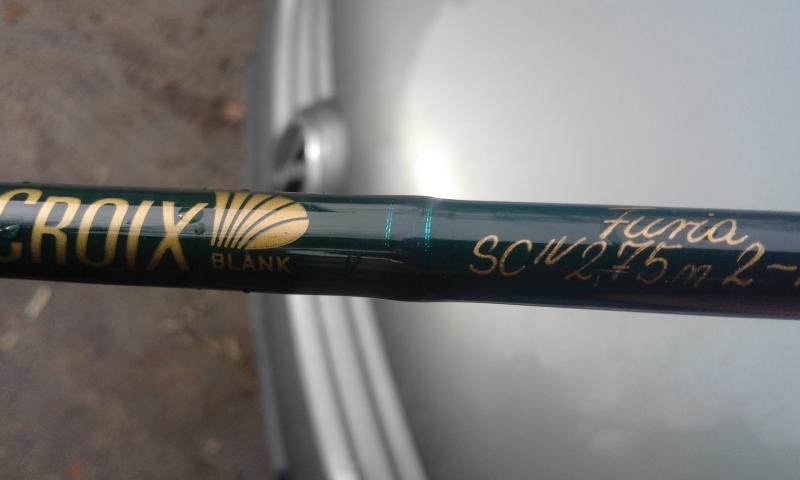 CROIX
BLANK
Furia
SC IV 2,75 m 2-